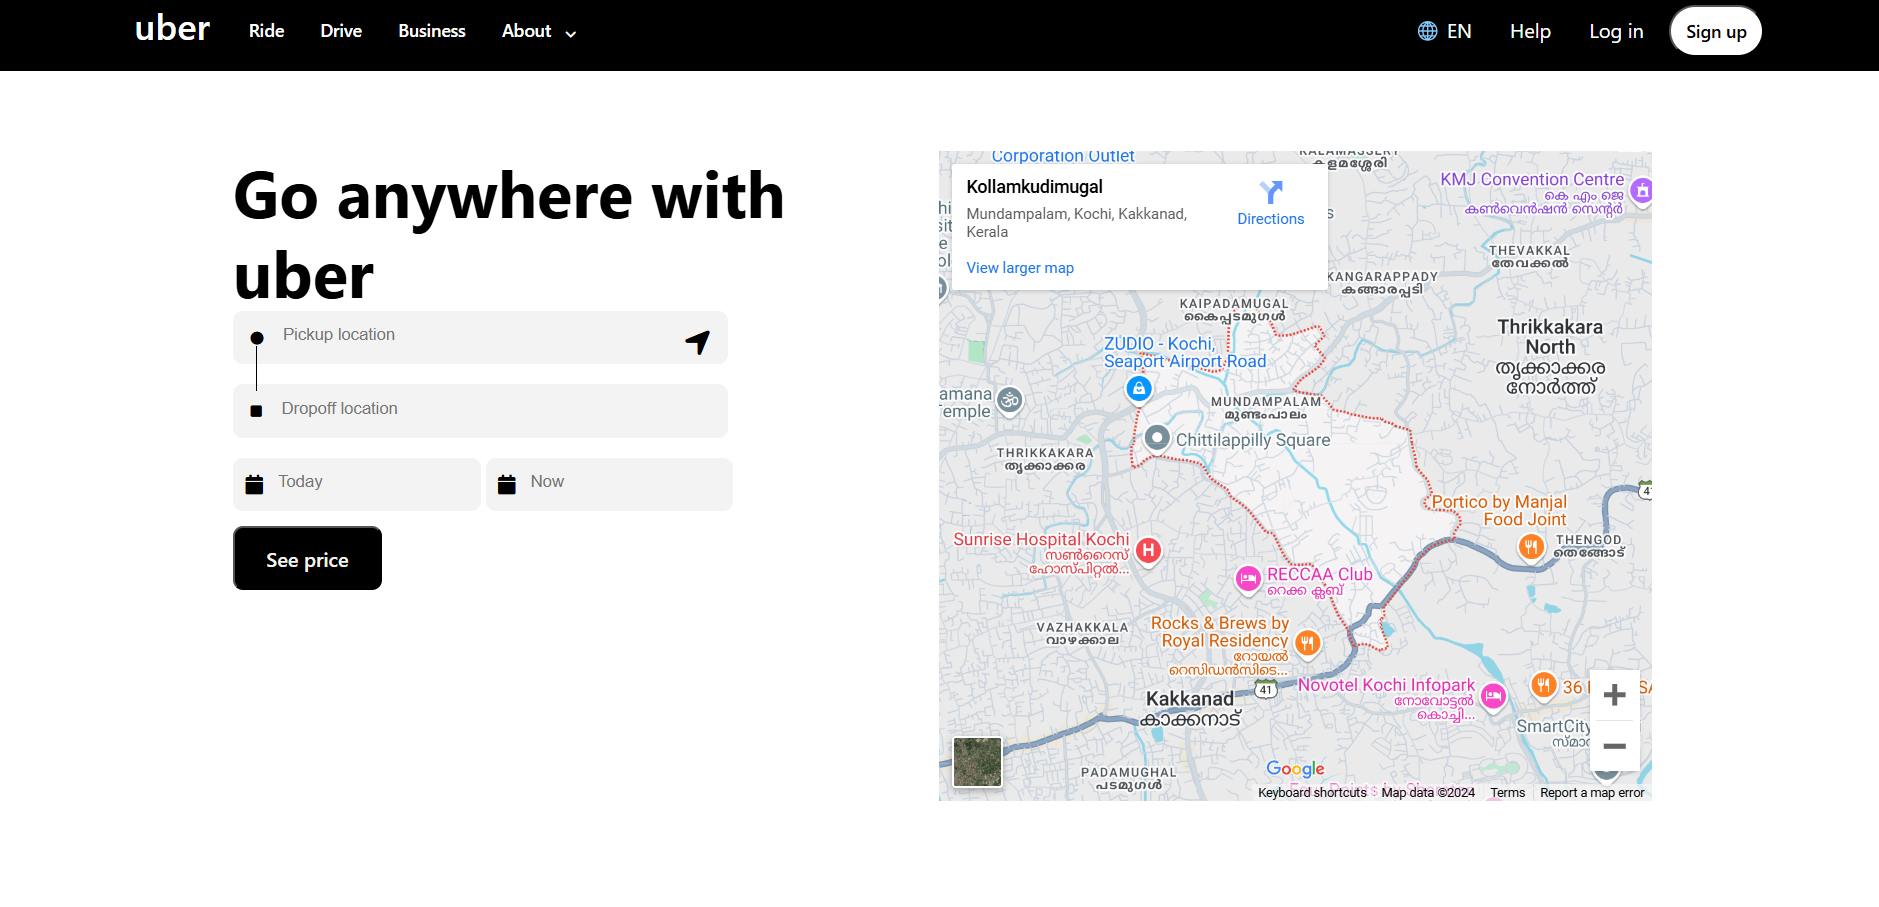 uber Ride Drive Business About EN Help Log in Sign up
Go anywhere with
uber
Pickup location
Dropoff location
Today Now
See price
Corporation Outlet
കളമശ്ശേരി
Kollamkudimugal
Mundampalam, Kochi, Kakkanad,
Kerala
Directions
View larger map
KMJ Convention Centre
കെ എം ജെ
കൺവെൻഷൻ സെന്റർ
THEVAKKAL
തേവക്കൽ
KANGARAPPADY
കങ്ങാരപ്പടി
KAIPADAMUGAL
കൈപ്പടമുഗൾ
Thrikkakara
North
തൃക്കാക്കര
നോർത്ത്
ZUDIO - Kochi,
Seaport Airport Road
amana
Temple
MUNDAMPALAM
മുണ്ടംപാലം
Chittilappilly Square
THRIKKAKARA
തൃക്കാക്കര
Portico by Manjal
Food Joint
41
THENGOD
തെങ്ങോട്
Sunrise Hospital Kochi
സൺറൈസ്
ഹോസ്പിറ്റൽ...
RECCAA Club
റെക്ക ക്ലബ്
VAZHAKKALA
വാഴക്കാല
Rocks & Brews by
Royal Residency
റോയൽ
റെസിഡൻസിടെ...
41
Novotel Kochi Infopark
നോവോട്ടൽ
കൊച്ചി...
36
Kakkanad
കാക്കനാട്
SmartCity
PADAMUGHAL
പടമുഗൾ
Google
Keyboard shortcuts Map data ©2024 Terms Report a map error